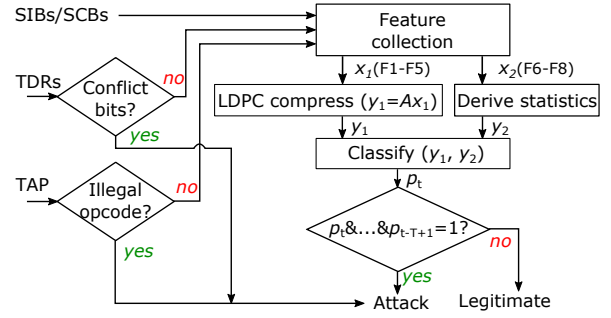 SIBs/SCBs
Feature
collection
TDRs
Conflict
bits?
no
yes
x₁(F1-F5)
x₂(F6-F8)
LDPC compress (y₁=Ax₁)
Derive statistics
y₁
y₂
Classify (y₁, y₂)
TAP
Illegal
opcode?
no
yes
pₜ
pₜ&...&pₜ₋T₊₁=1?
no
yes
Attack
Legitimate